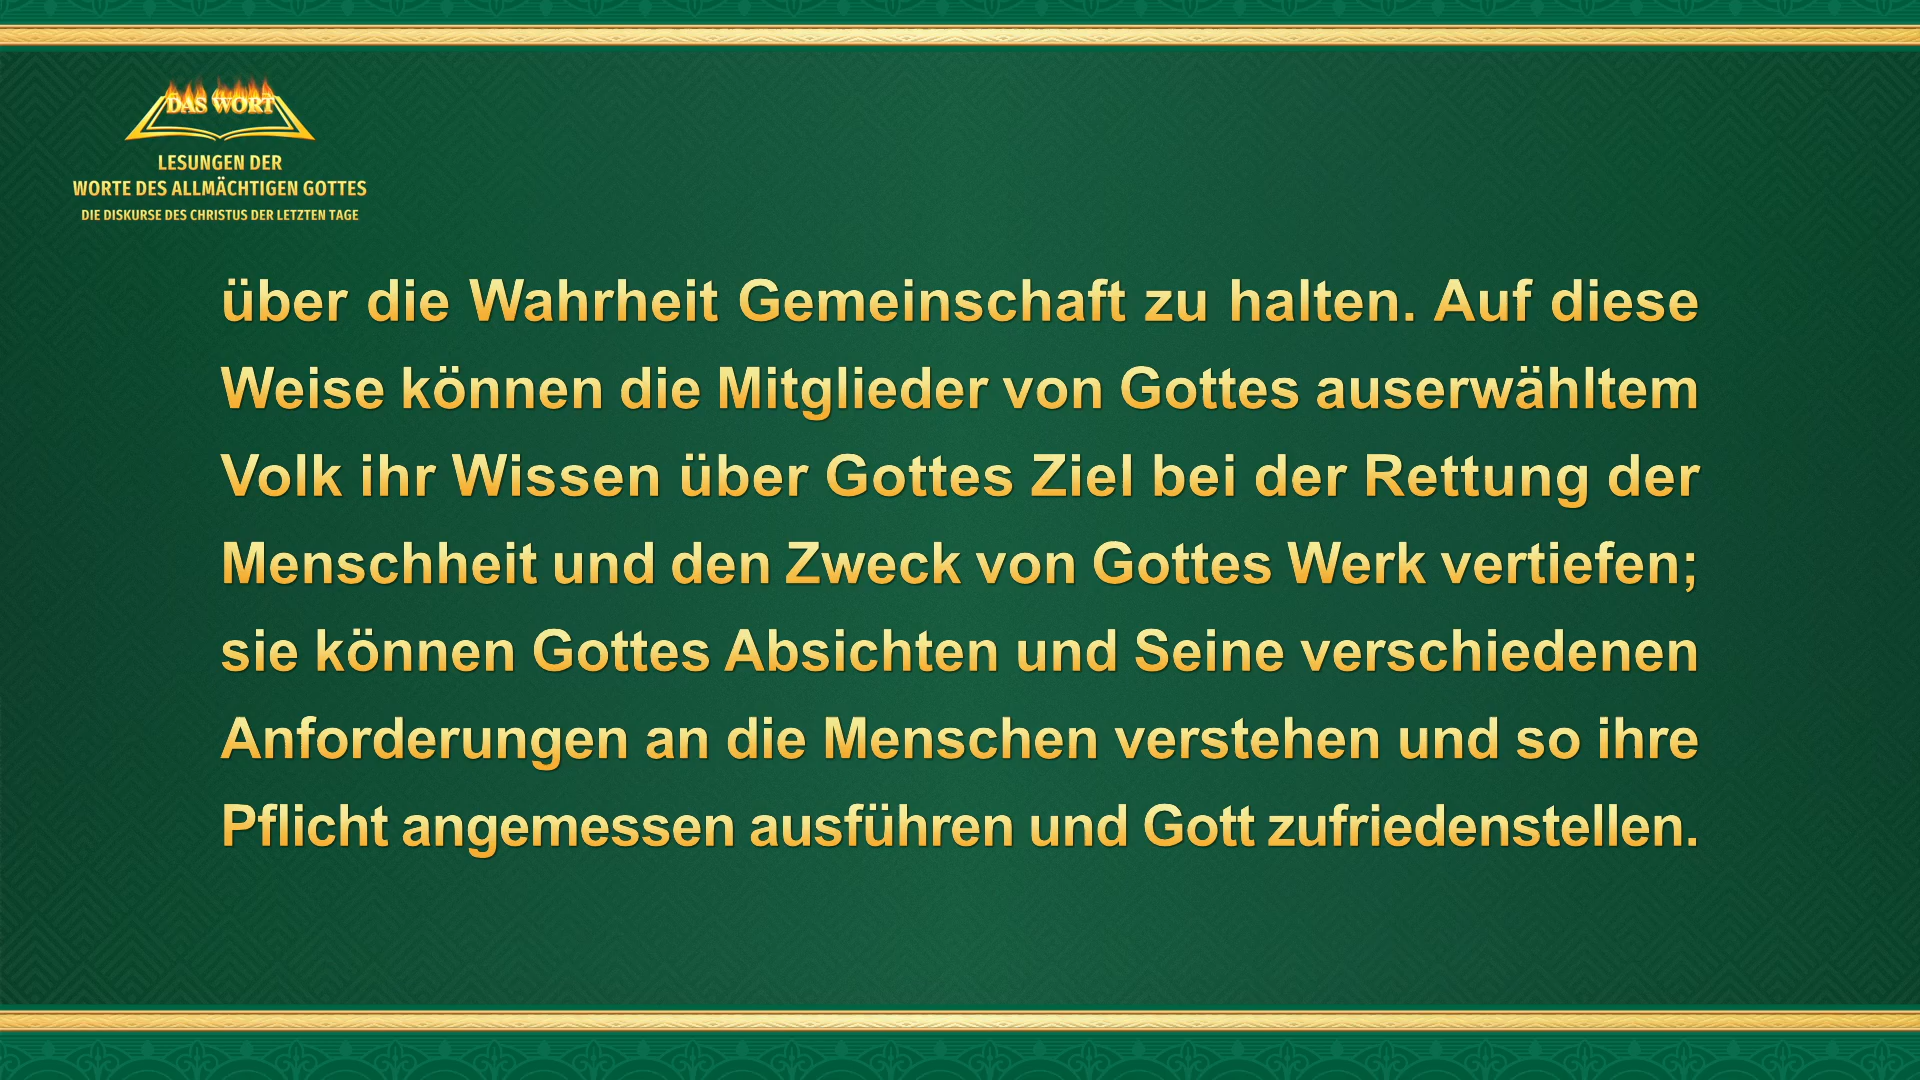 DAS WORT
LESUNGEN DER
WORTE DES ALLMÄCHTIGEN GOTTES
DIE DISKURSE DES CHRISTUS DER LETZTEN TAGE
über die Wahrheit Gemeinschaft zu halten. Auf diese
Weise können die Mitglieder von Gottes auserwähltem
Volk ihr Wissen über Gottes Ziel bei der Rettung der
Menschheit und den Zweck von Gottes Werk vertiefen;
sie können Gottes Absichten und Seine verschiedenen
Anforderungen an die Menschen verstehen und so ihre
Pflicht angemessen ausführen und Gott zufriedenstellen.